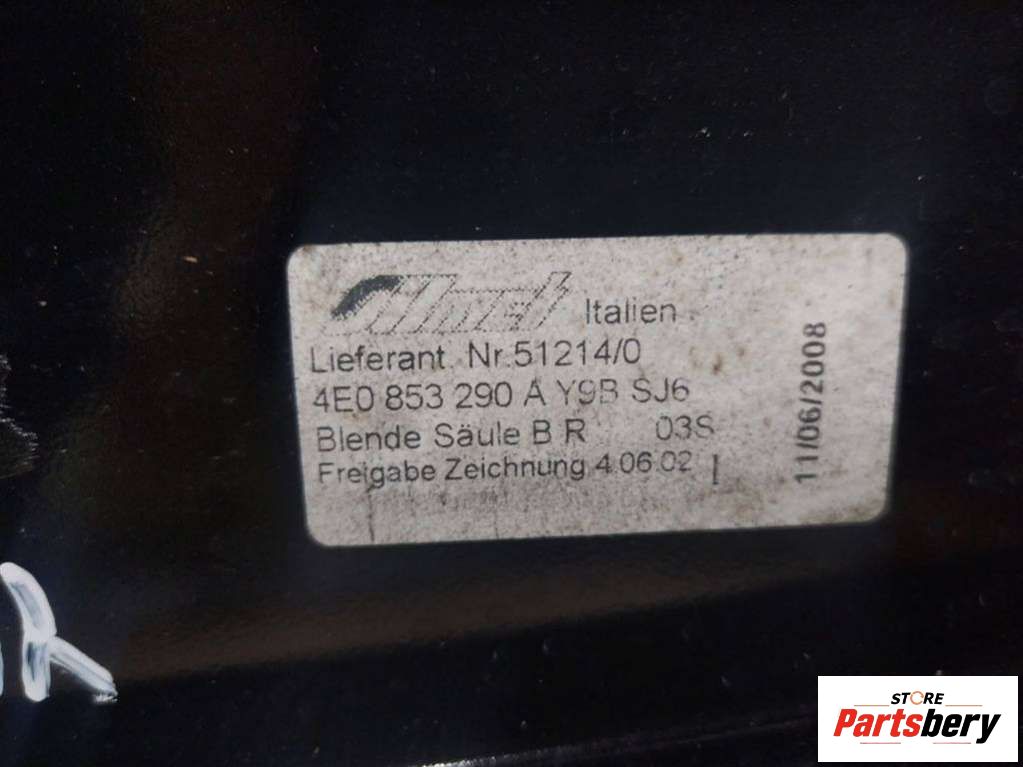 Italien
Lieferant. Nr.51214/0
4E0 853 290 A Y9B SJ6
Blende Säule B R 03S
Freigabe Zeichnung 4.06.02
11/06/2008
R
STORE
Partsbery